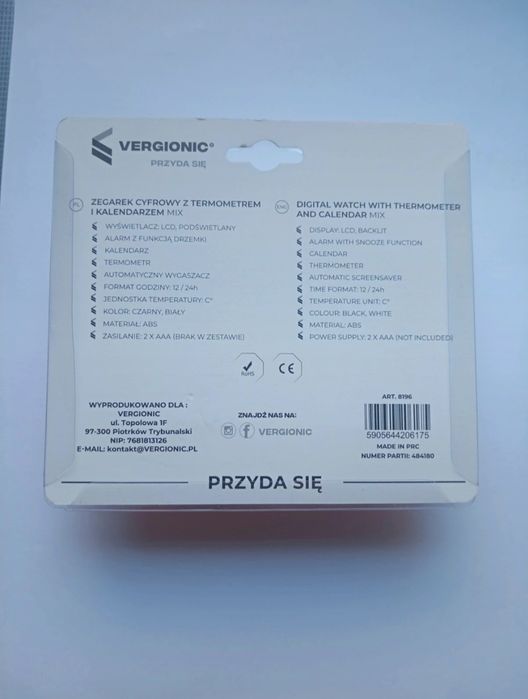 VERGIONIC®
PRZYDA SIĘ
PL
ZEGAREK CYFROWY Z TERMOMETREM
I KALENDARZEM MIX
WYŚWIETLACZ: LCD, PODŚWIETLANY
ALARM Z FUNKCJĄ DRZEMKI
KALENDARZ
TERMOMETR
AUTOMATYCZNY WYGASZACZ
FORMAT GODZINY: 12 / 24h
JEDNOSTKA TEMPERATURY: C°
KOLOR: CZARNY, BIAŁY
MATERIAŁ: ABS
ZASILANIE: 2 X AAA (BRAK W ZESTAWIE)
ENG
DIGITAL WATCH WITH THERMOMETER
AND CALENDAR MIX
DISPLAY: LCD, BACKLIT
ALARM WITH SNOOZE FUNCTION
CALENDAR
THERMOMETER
AUTOMATIC SCREENSAVER
TIME FORMAT: 12 / 24h
TEMPERATURE UNIT: C°
COLOUR: BLACK, WHITE
MATERIAL: ABS
POWER SUPPLY: 2 X AAA (NOT INCLUDED)
RoHS
CE
WYPRODUKOWANO DLA :
VERGIONIC
ul. Topolowa 1F
97-300 Piotrków Trybunalski
NIP: 7681813126
E-MAIL: kontakt@VERGIONIC.PL
ZNAJDŹ NAS NA:
VERGIONIC
ART. 8196
5905644206175
MADE IN PRC
NUMER PARTII: 484180
PRZYDA SIĘ